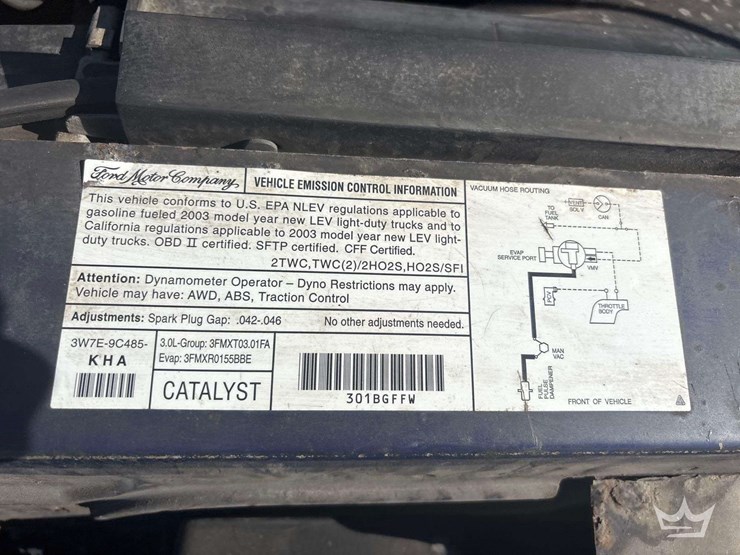 Ford Motor Company
VEHICLE EMISSION CONTROL INFORMATION
This vehicle conforms to U.S. EPA NLEV regulations applicable to
gasoline fueled 2003 model year new LEV light-duty trucks and to
California regulations applicable to 2003 model year new LEV light-
duty trucks. OBD II certified. SFTP certified. CFF Certified.
2TWC,TWC(2)/2HO2S,HO2S/SFI
Attention: Dynamometer Operator - Dyno Restrictions may apply.
Vehicle may have: AWD, ABS, Traction Control
Adjustments: Spark Plug Gap: .042-.046 No other adjustments needed.
3W7E-9C485-
KHA
3.0L-Group: 3FMXT03.01FA
Evap: 3FMXR0155BBE
CATALYST
301BGFFW
VACUUM HOSE ROUTING
TO
FUEL
TANK
SOL V
CAN
EVAP
SERVICE PORT
VMV
PCV
THROTTLE
BODY
MAN
VAC
FUEL
PULSE
DAMPENER
FRONT OF VEHICLE